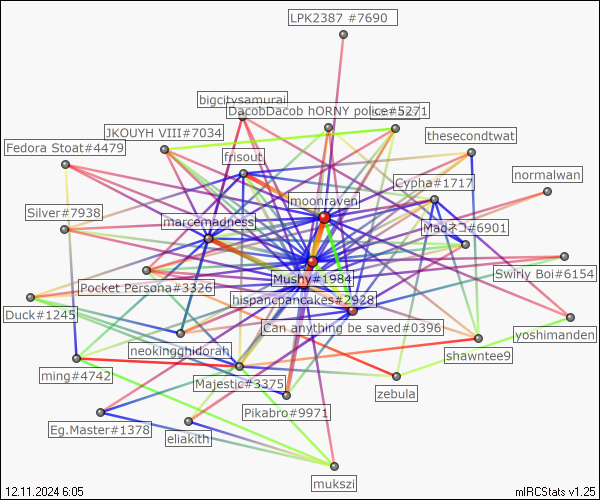 LPK2387 #7690
bigcitysamurai
DacobDacob hORNY police#5271
JKOUYH VIII#7034
thesecondtwat
Fedora Stoat#4479
frisout
Cypha#1717
normalwan
moonraven
Silver#7938
marcemadness
Madネコ#6901
Mushy#1984
Swirly Boi#6154
Pocket Persona#3326
hispancpancakes#2928
Duck#1245
Can anything be saved#0396
yoshimanden
neokingghidorah
shawntee9
ming#4742
Majestic#3375
zebula
Pikabro#9971
Eg.Master#1378
eliakith
mukszi
12.11.2024 6:05
mIRCStats v1.25